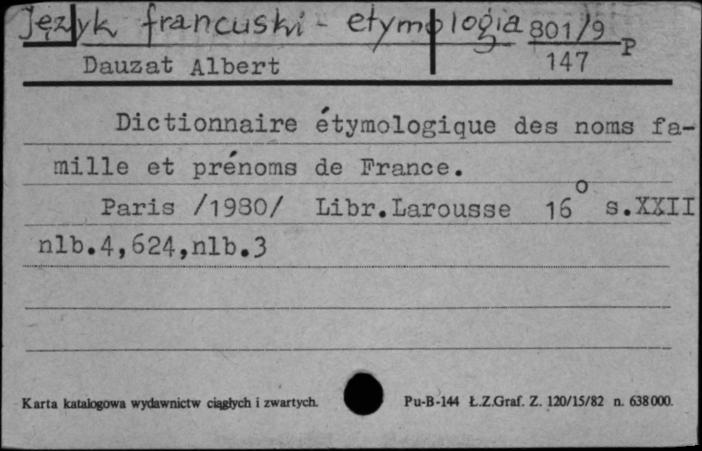 Język francuski - etymologia 801/9 P
Dauzat Albert 147
Dictionnaire étymologique des noms fa-
mille et prénoms de France.
Paris /1980/ Libr.Larousse 16° s.XXII
nlb.4,624,nlb.3
Karta katalogowa wydawnictw ciągłych i zwartych. Pu-B-144 Ł.Z.Graf. Z. 120/15/82 n. 638000.